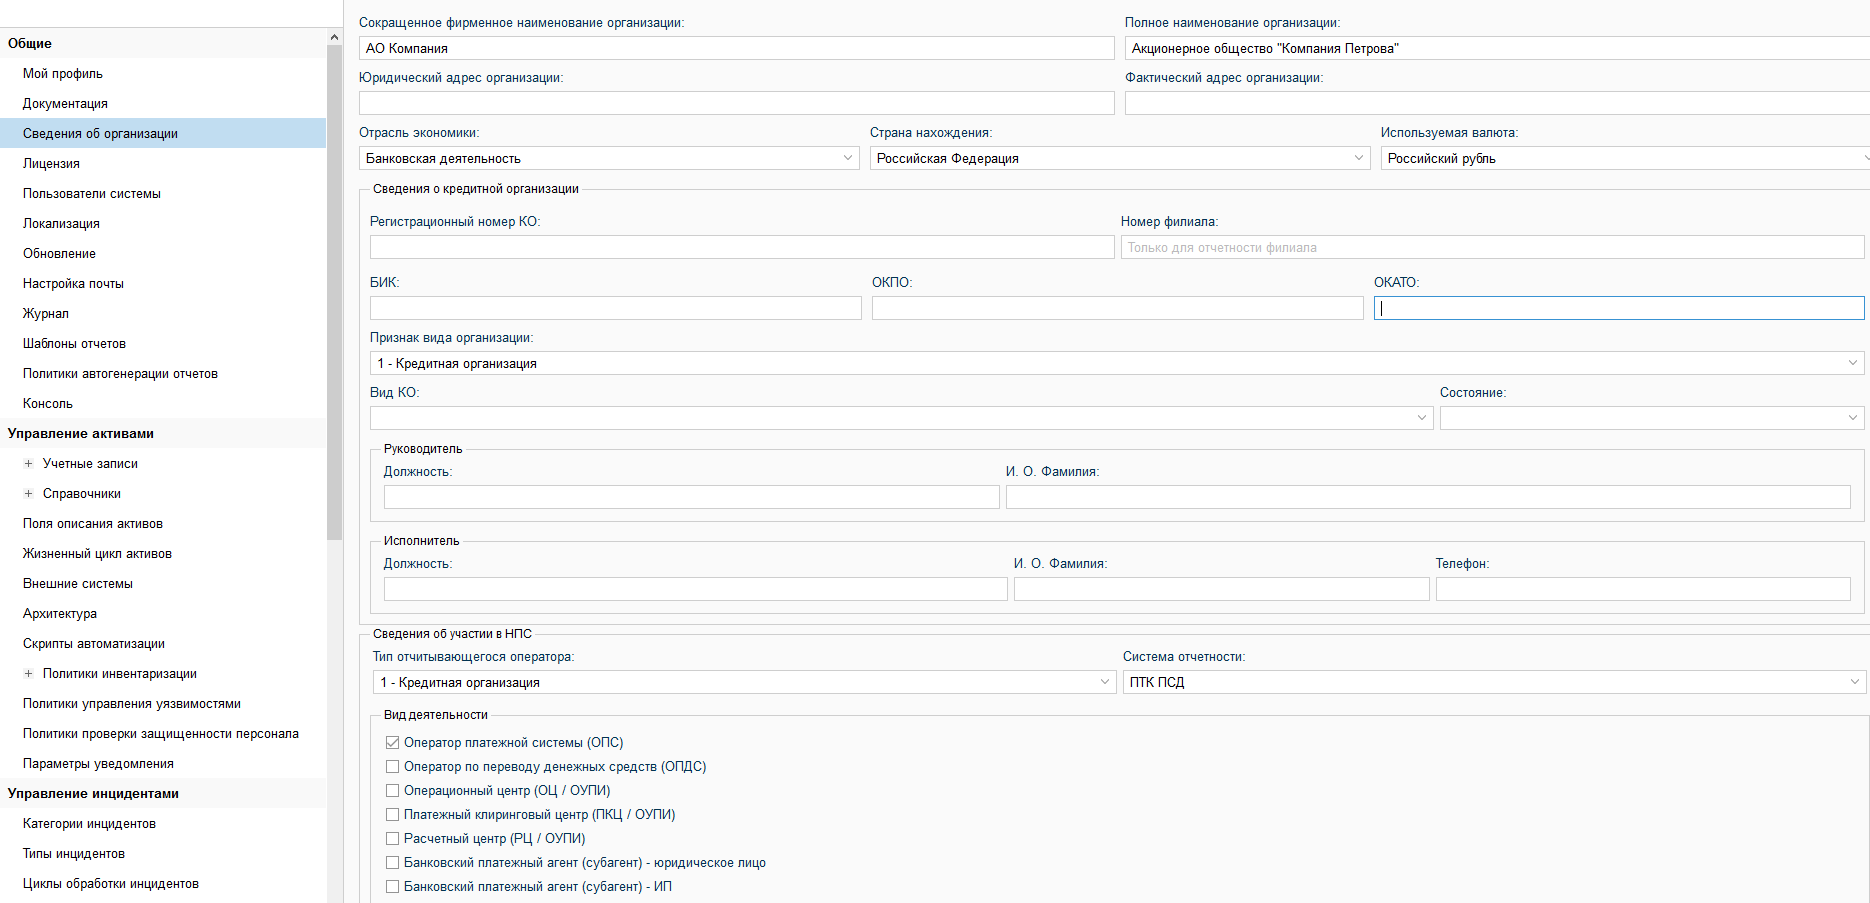 Общие
Мой профиль
Документация
Сведения об организации
Лицензия
Пользователи системы
Локализация
Обновление
Настройка почты
Журнал
Шаблоны отчетов
Политики автогенерации отчетов
Консоль
Управление активами
Учетные записи
Справочники
Поля описания активов
Жизненный цикл активов
Внешние системы
Архитектура
Скрипты автоматизации
Политики инвентаризации
Политики управления уязвимостями
Политики проверки защищенности персонала
Параметры уведомления
Управление инцидентами
Категории инцидентов
Типы инцидентов
Циклы обработки инцидентов
Сокращенное фирменное наименование организации: Полное наименование организации:
АО Компания Акционерное общество "Компания Петрова"
Юридический адрес организации: Фактический адрес организации:
Отрасль экономики: Страна нахождения: Используемая валюта:
Банковская деятельность Российская Федерация Российский рубль
Сведения о кредитной организации
Регистрационный номер КО: Номер филиала:
Только для отчетности филиала
БИК: ОКПО: ОКАТО:
Признак вида организации:
1 - Кредитная организация
Вид КО: Состояние:
Руководитель
Должность: И. О. Фамилия:
Исполнитель
Должность: И. О. Фамилия: Телефон:
Сведения об участии в НПС
Тип отчитывающегося оператора: Система отчетности:
1 - Кредитная организация ПТК ПСД
Вид деятельности
Оператор платежной системы (ОПС)
Оператор по переводу денежных средств (ОПДС)
Операционный центр (ОЦ / ОУПИ)
Платежный клиринговый центр (ПКЦ / ОУПИ)
Расчетный центр (РЦ / ОУПИ)
Банковский платежный агент (субагент) - юридическое лицо
Банковский платежный агент (субагент) - ИП